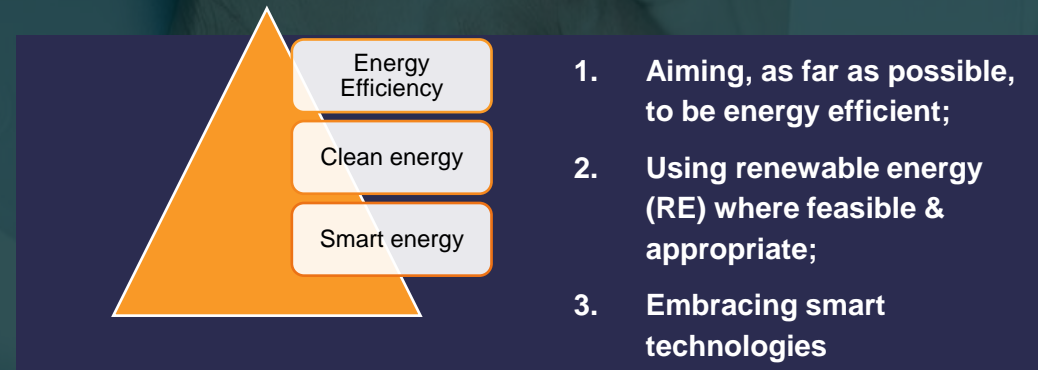 Energy
Efficiency
Clean energy
Smart energy
1. Aiming, as far as possible,
to be energy efficient;
2. Using renewable energy
(RE) where feasible &
appropriate;
3. Embracing smart
technologies